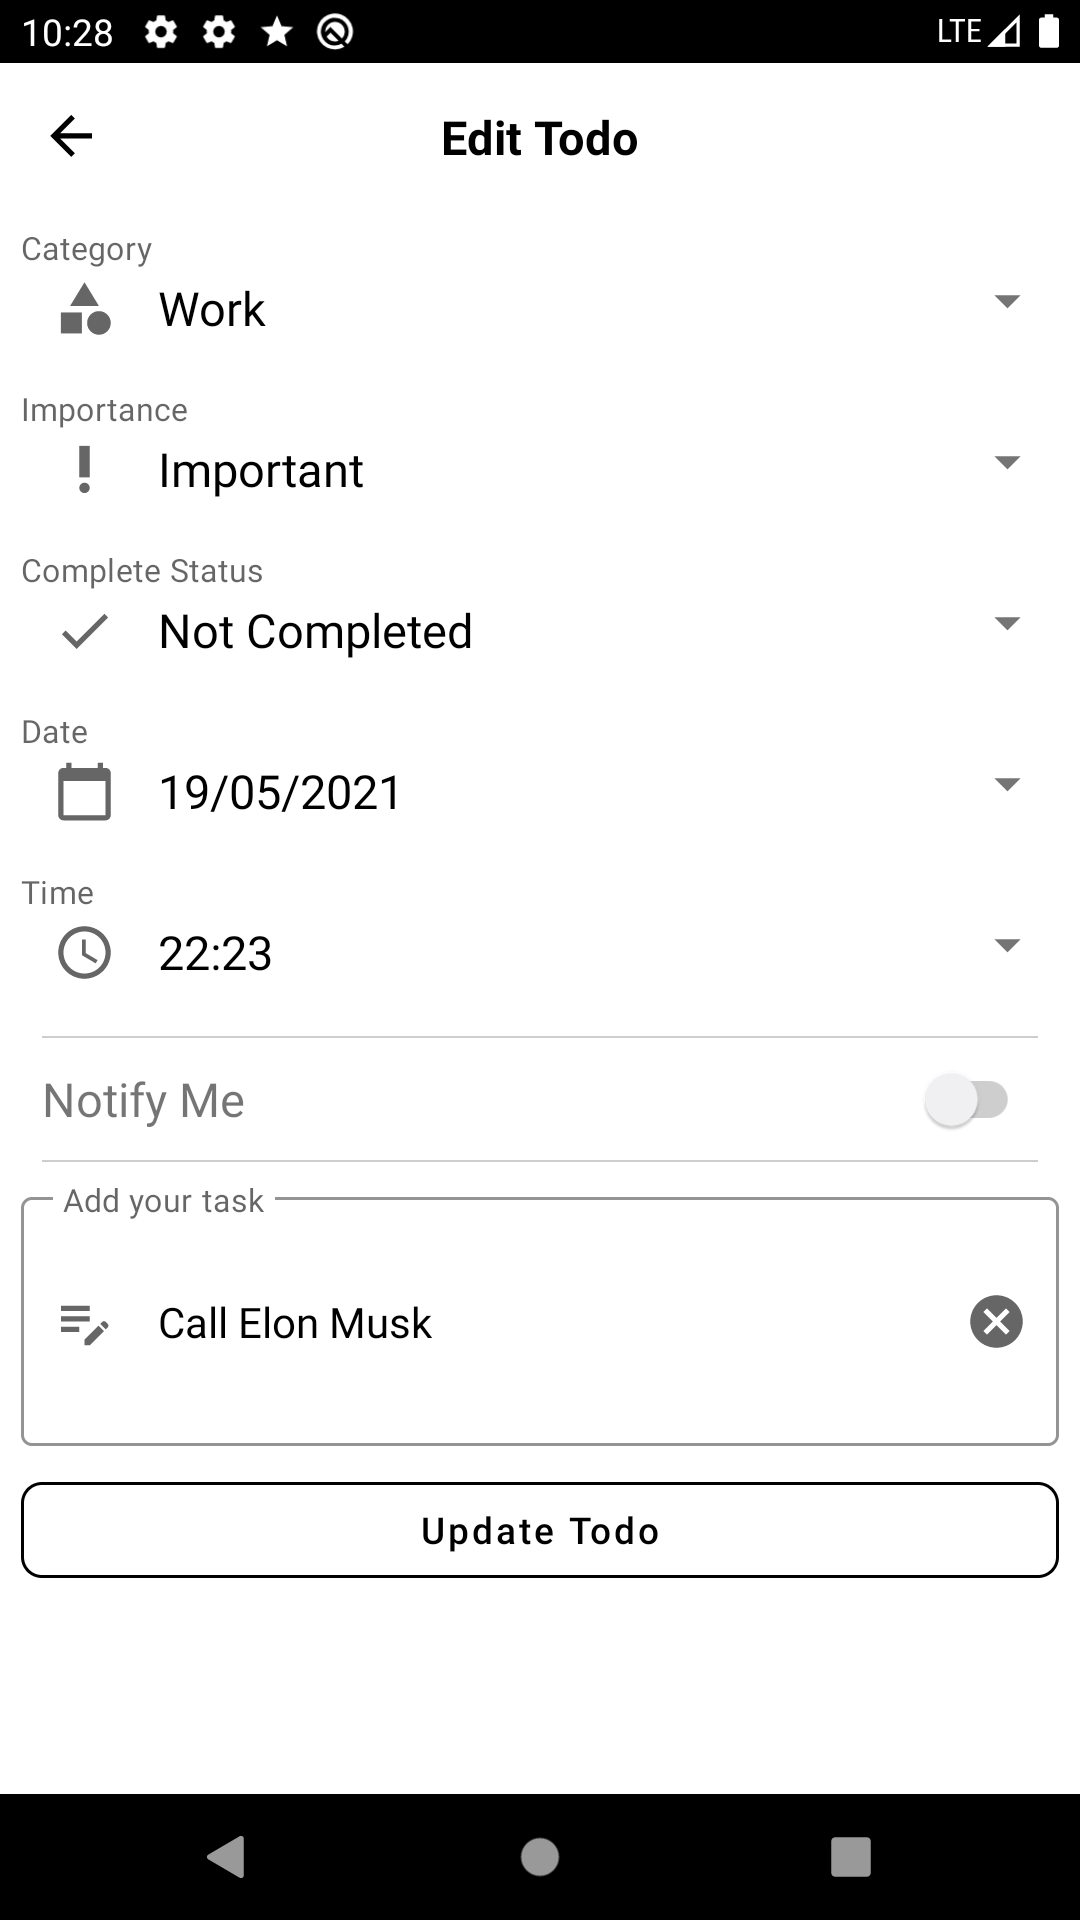 10:28
LTE
Edit Todo
Category
Work
Importance
Important
Complete Status
Not Completed
Date
19/05/2021
Time
22:23
Notify Me
Add your task
Call Elon Musk
Update Todo